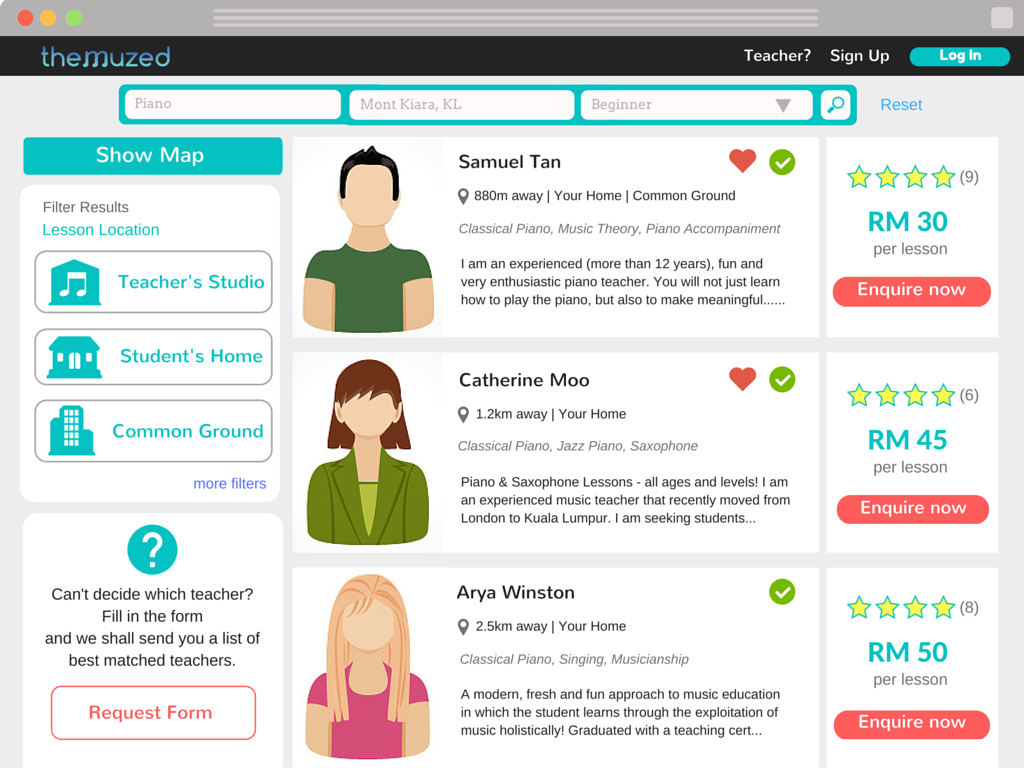 themuzed
Teacher? Sign Up Log In
Piano Mont Kiara, KL Beginner Reset
Show Map
Filter Results
Lesson Location
Teacher's Studio
Student's Home
Common Ground
more filters
?
Can't decide which teacher?
Fill in the form
and we shall send you a list of
best matched teachers.
Request Form
Samuel Tan
880m away | Your Home | Common Ground
Classical Piano, Music Theory, Piano Accompaniment
I am an experienced (more than 12 years), fun and
very enthusiastic piano teacher. You will not just learn
how to play the piano, but also to make meaningful......
(9)
RM 30
per lesson
Enquire now
Catherine Moo
1.2km away | Your Home
Classical Piano, Jazz Piano, Saxophone
Piano & Saxophone Lessons - all ages and levels! I am
an experienced music teacher that recently moved from
London to Kuala Lumpur. I am seeking students...
(6)
RM 45
per lesson
Enquire now
Arya Winston
2.5km away | Your Home
Classical Piano, Singing, Musicianship
A modern, fresh and fun approach to music education
in which the student learns through the exploitation of
music holistically! Graduated with a teaching cert...
(8)
RM 50
per lesson
Enquire now